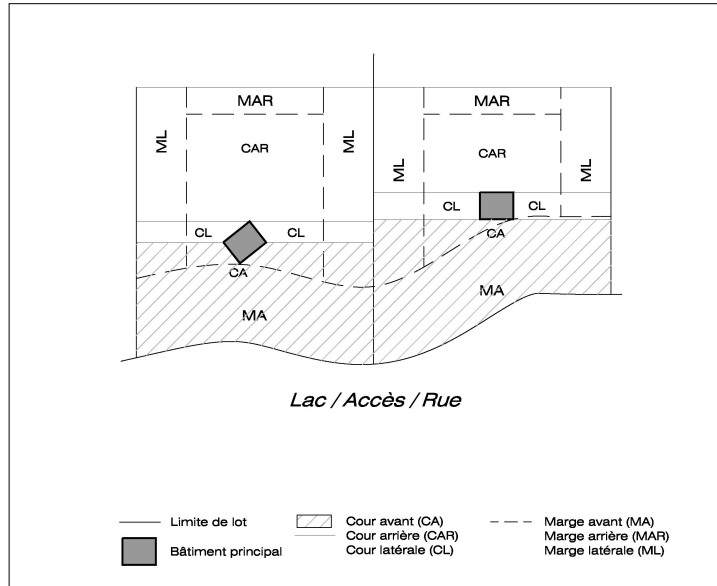 MAR
ML
CAR
ML
MAR
ML
CAR
ML
CL
CL
CA
MA
CL
CL
CA
MA
Lac / Accès / Rue
Limite de lot
Bâtiment principal
Cour avant (CA)
Cour arrière (CAR)
Cour latérale (CL)
Marge avant (MA)
Marge arrière (MAR)
Marge latérale (ML)